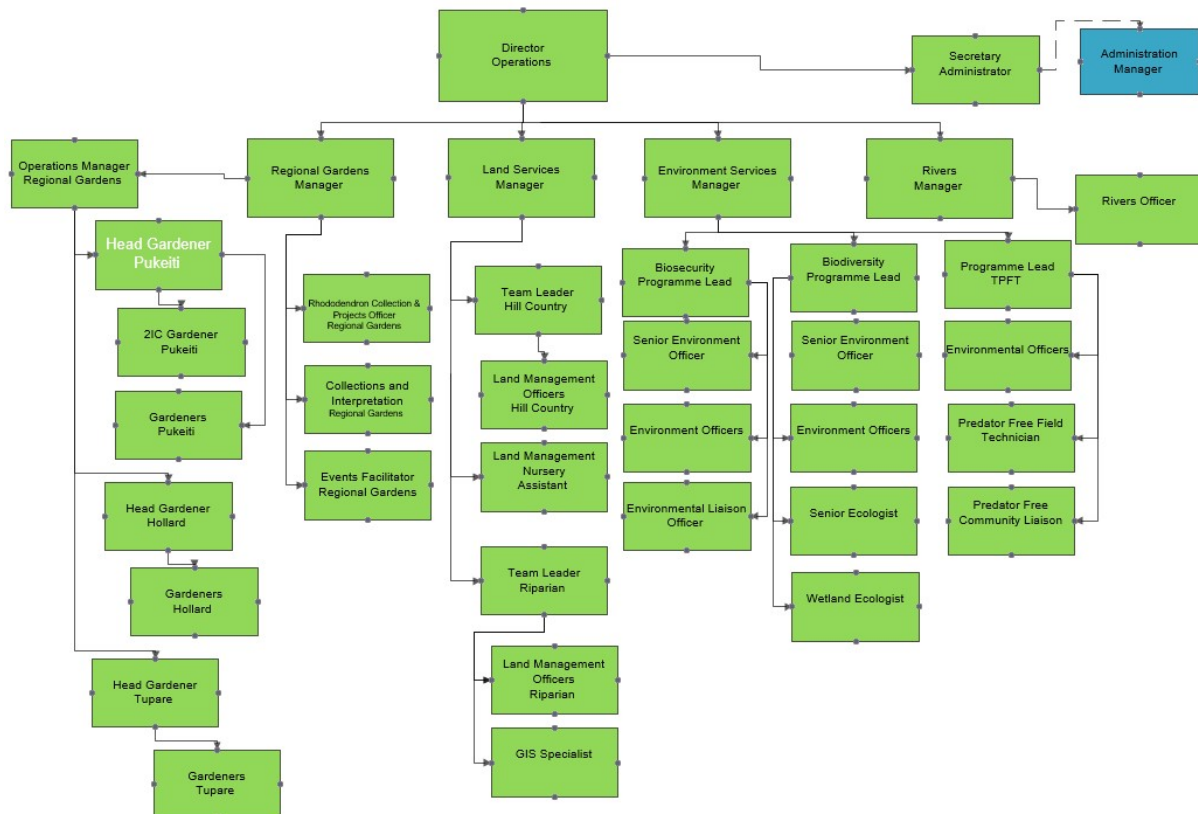 Director
Operations
Secretary
Administrator
Administration
Manager
Operations Manager
Regional Gardens
Regional Gardens
Manager
Land Services
Manager
Environment Services
Manager
Rivers
Manager
Rivers Officer
Head Gardener
Pukeiti
2IC Gardener
Pukeiti
Gardeners
Pukeiti
Head Gardener
Hollard
Gardeners
Hollard
Head Gardener
Tupare
Gardeners
Tupare
Rhododendron Collection &
Projects Officer
Regional Gardens
Collections and
Interpretation
Regional Gardens
Events Facilitator
Regional Gardens
Team Leader
Hill Country
Land Management
Officers
Hill Country
Land Management
Nursery
Assistant
Team Leader
Riparian
Land Management
Officers
Riparian
GIS Specialist
Biosecurity
Programme Lead
Senior Environment
Officer
Environment Officers
Environmental Liaison
Officer
Biodiversity
Programme Lead
Senior Environment
Officer
Environment Officers
Senior Ecologist
Wetland Ecologist
Programme Lead
TPFT
Environmental Officers
Predator Free Field
Technician
Predator Free
Community Liaison